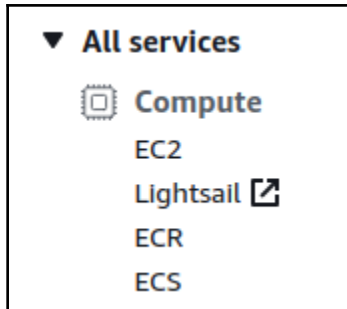 All services
Compute
EC2
Lightsail
ECR
ECS